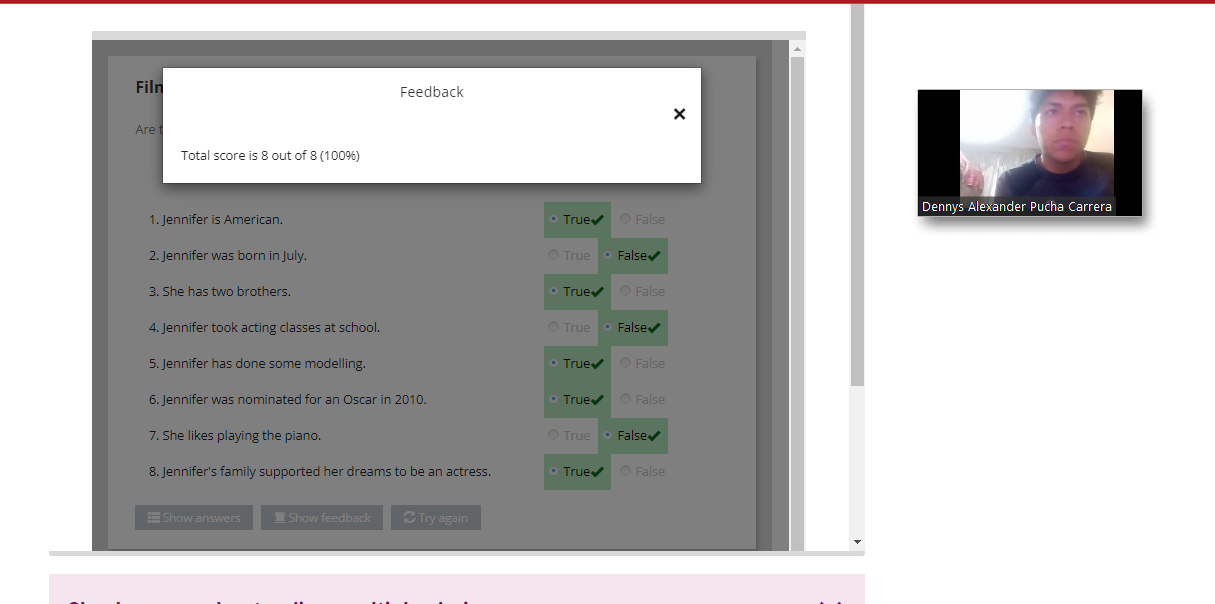 Feedback
Total score is 8 out of 8 (100%)
Film
Are t
1. Jennifer is American. True False
2. Jennifer was born in July. True False
3. She has two brothers. True False
4. Jennifer took acting classes at school. True False
5. Jennifer has done some modelling. True False
6. Jennifer was nominated for an Oscar in 2010. True False
7. She likes playing the piano. True False
8. Jennifer's family supported her dreams to be an actress. True False
Show answers Show feedback Try again
Dennys Alexander Pucha Carrera